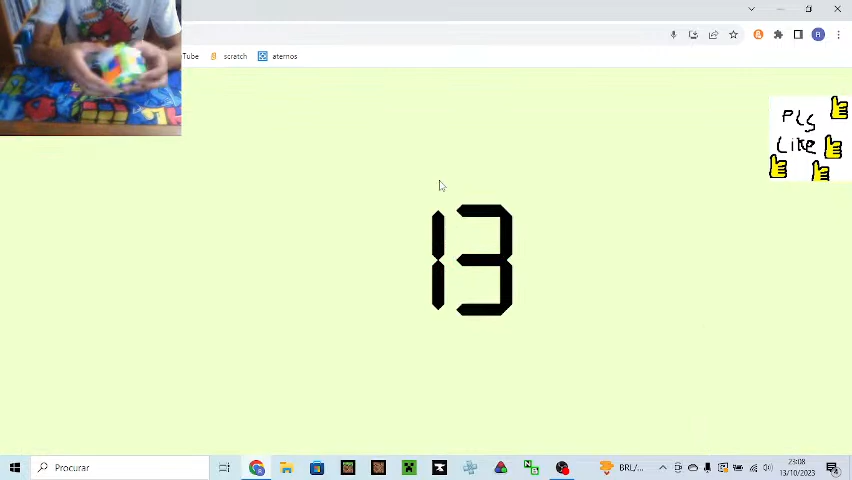 Tube
scratch
aternos
PLS
LIKE
13
Procurar
BRL/...
23:08
13/10/2023